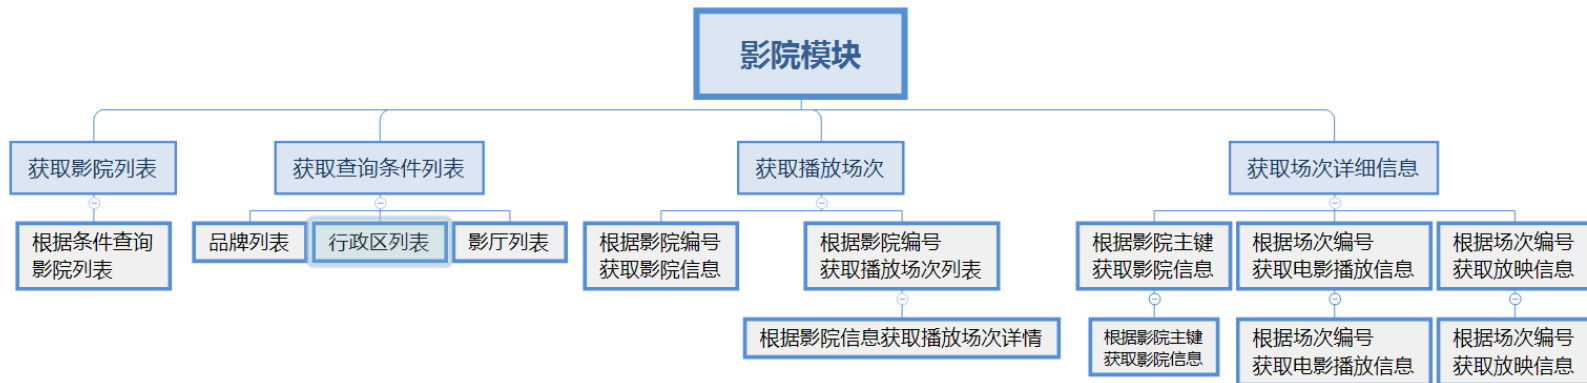 影院模块
获取影院列表
获取查询条件列表
获取播放场次
获取场次详细信息
根据条件查询
影院列表
品牌列表
行政区列表
影厅列表
根据影院编号
获取影院信息
根据影院编号
获取播放场次列表
根据影院主键
获取影院信息
根据场次编号
获取电影播放信息
根据场次编号
获取放映信息
根据影院信息获取播放场次详情
根据影院主键
获取影院信息
根据场次编号
获取电影播放信息
根据场次编号
获取放映信息